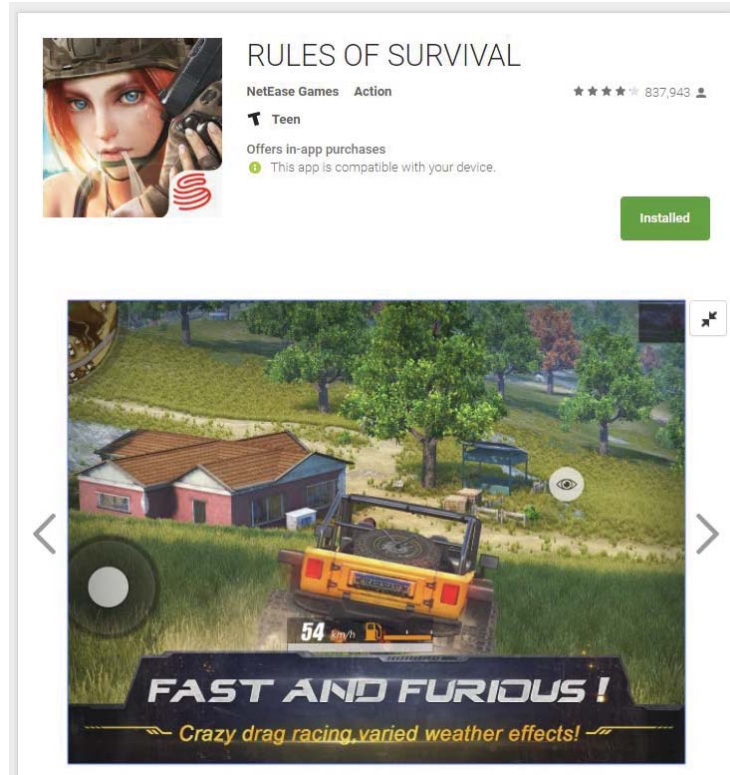 RULES OF SURVIVAL
NetEase Games Action 837,943
T Teen
Offers in-app purchases
This app is compatible with your device.
Installed
54 km/h
FAST AND FURIOUS !
Crazy drag racing,varied weather effects!